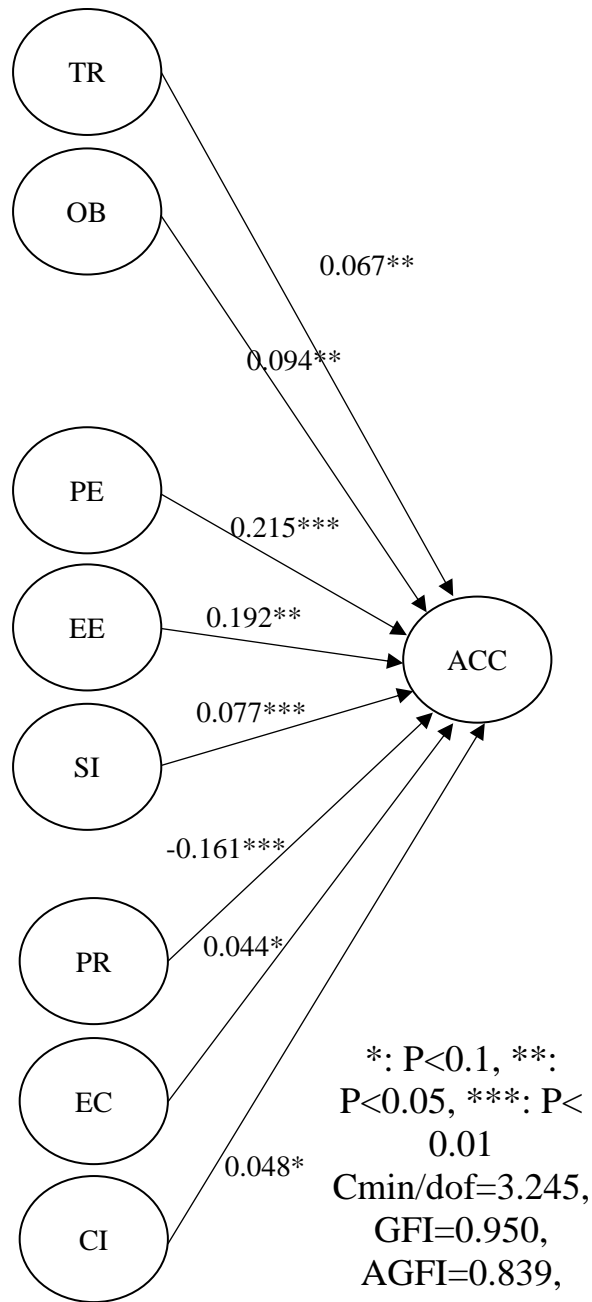 TR
OB
0.067**
0.094**
PE
0.215***
EE
0.192**
ACC
SI
0.077***
-0.161***
PR
0.044*
EC
CI
0.048*
*: P<0.1, **:
P<0.05, ***: P<
0.01
Cmin/dof=3.245,
GFI=0.950,
AGFI=0.839,